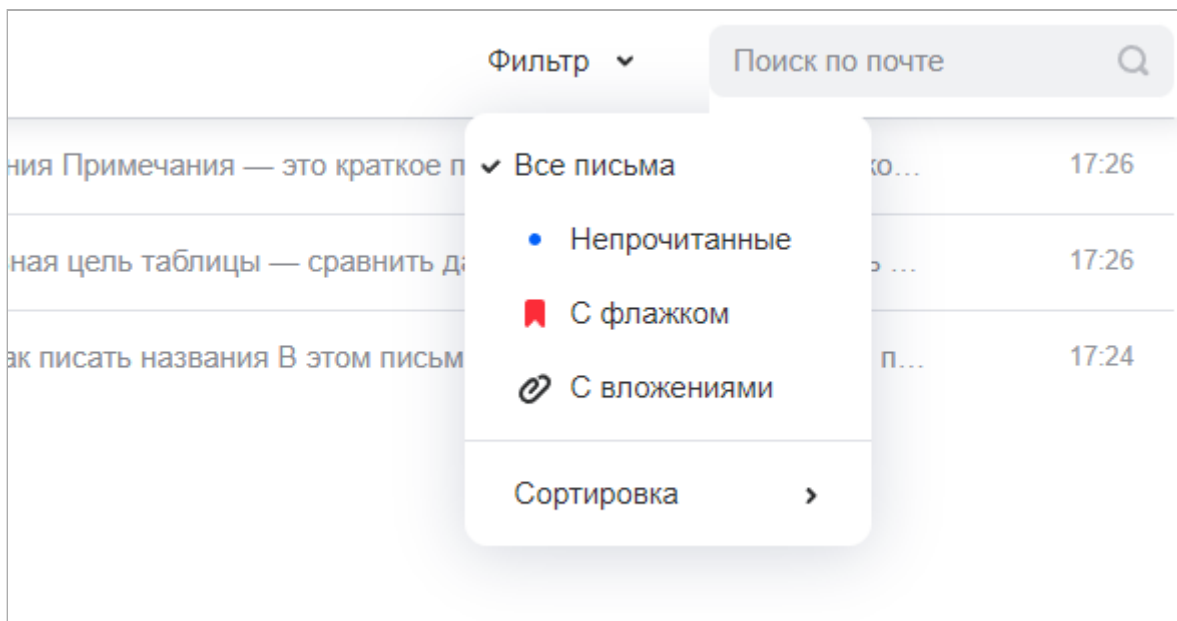 Фильтр Поиск по почте
ния Примечания — это краткое п ко… 17:26
Все письма
Непрочитанные
ная цель таблицы — сравнить да ь … 17:26
С флажком
ак писать названия В этом письм п… 17:24
С вложениями
Сортировка